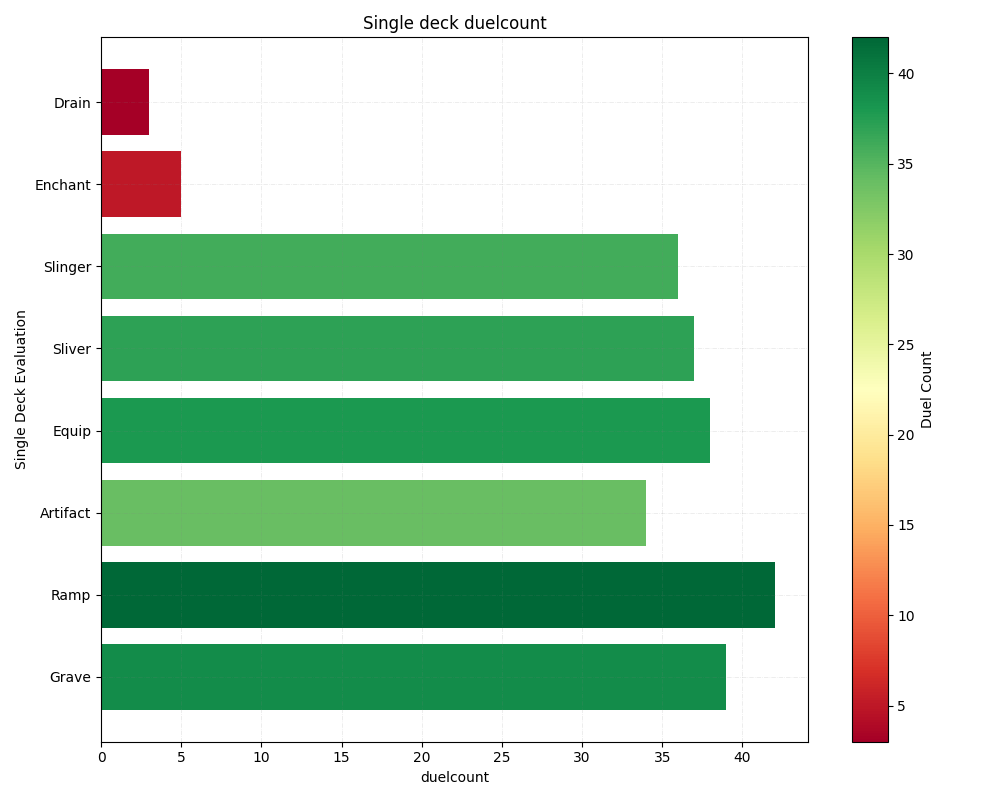 Single deck duelcount
Single Deck Evaluation
Drain
Enchant
Slinger
Sliver
Equip
Artifact
Ramp
Grave
0 5 10 15 20 25 30 35 40
duelcount
40
35
30
25
20
15
10
5
Duel Count